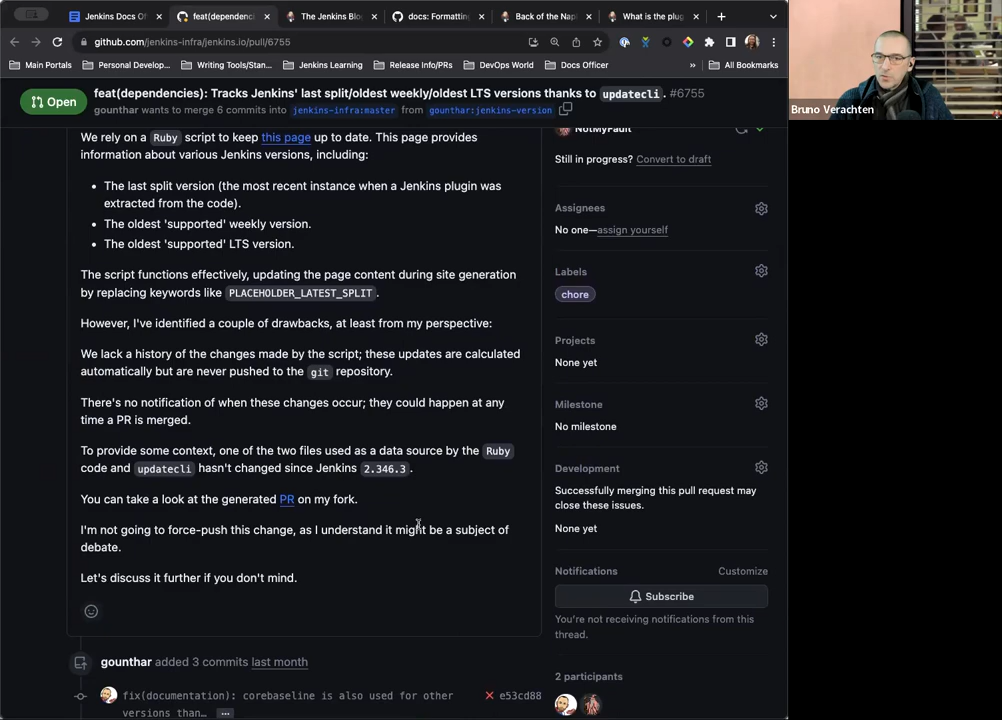 Jenkins Docs Of
feat(dependenci
The Jenkins Blo
docs: Formattin
Back of the Nap
What is the plug
github.com/jenkins-infra/jenkins.io/pull/6755
Main Portals
Personal Develop...
Writing Tools/Stan...
Jenkins Learning
Release Info/PRs
DevOps World
Docs Officer
»
All Bookmarks
Bruno Verachten
Open
feat(dependencies): Tracks Jenkins' last split/oldest weekly/oldest LTS versions thanks to updatecli. #6755
gounthar wants to merge 6 commits into jenkins-infra:master from gounthar:jenkins-version
We rely on a Ruby script to keep this page up to date. This page provides
information about various Jenkins versions, including:
• The last split version (the most recent instance when a Jenkins plugin was
extracted from the code).
• The oldest 'supported' weekly version.
• The oldest 'supported' LTS version.
The script functions effectively, updating the page content during site generation
by replacing keywords like PLACEHOLDER_LATEST_SPLIT.
However, I've identified a couple of drawbacks, at least from my perspective:
We lack a history of the changes made by the script; these updates are calculated
automatically but are never pushed to the git repository.
There's no notification of when these changes occur; they could happen at any
time a PR is merged.
To provide some context, one of the two files used as a data source by the Ruby
code and updatecli hasn't changed since Jenkins 2.346.3.
You can take a look at the generated PR on my fork.
I'm not going to force-push this change, as I understand it might be a subject of
debate.
Let's discuss it further if you don't mind.
gounthar added 3 commits last month
fix(documentation): corebaseline is also used for other
versions than… ...
e53cd88
NotMyFault
Still in progress? Convert to draft
Assignees
No one—assign yourself
Labels
chore
Projects
None yet
Milestone
No milestone
Development
Successfully merging this pull request may
close these issues.
None yet
Notifications
Customize
Subscribe
You're not receiving notifications from this
thread.
2 participants